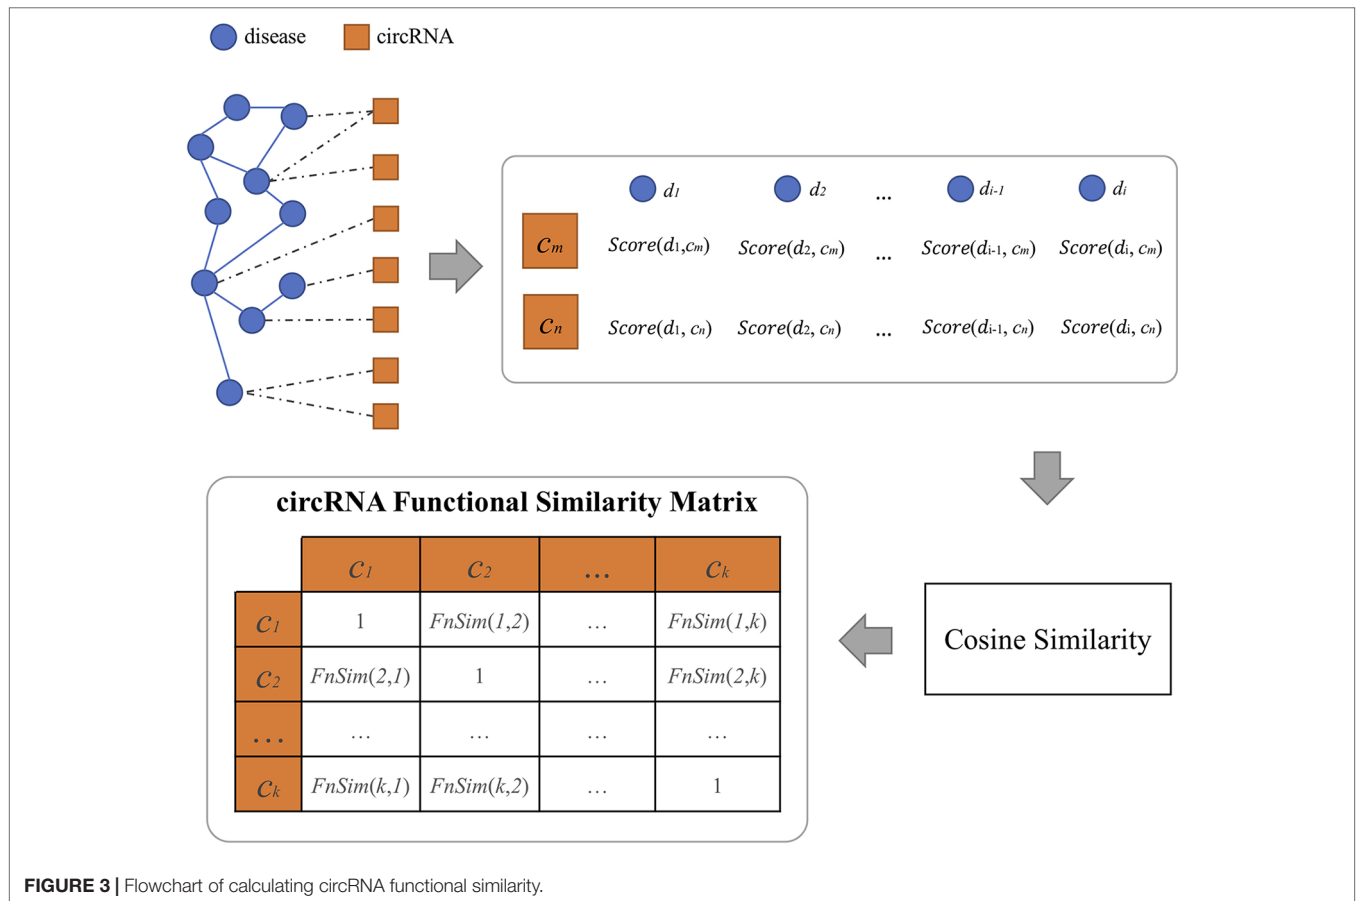 disease circRNA
d1 d2 ... di-1 di
cm Score(d1,cm) Score(d2, cm) ... Score(di-1, cm) Score(di, cm)
cn Score(d1, cn) Score(d2, cn) ... Score(di-1, cn) Score(di, cn)
circRNA Functional Similarity Matrix
c1 c2 ... ck
c1 1 FnSim(1,2) ... FnSim(1,k)
c2 FnSim(2,1) 1 ... FnSim(2,k)
... ... ... ... ...
ck FnSim(k,1) FnSim(k,2) ... 1
Cosine Similarity
FIGURE 3 | Flowchart of calculating circRNA functional similarity.